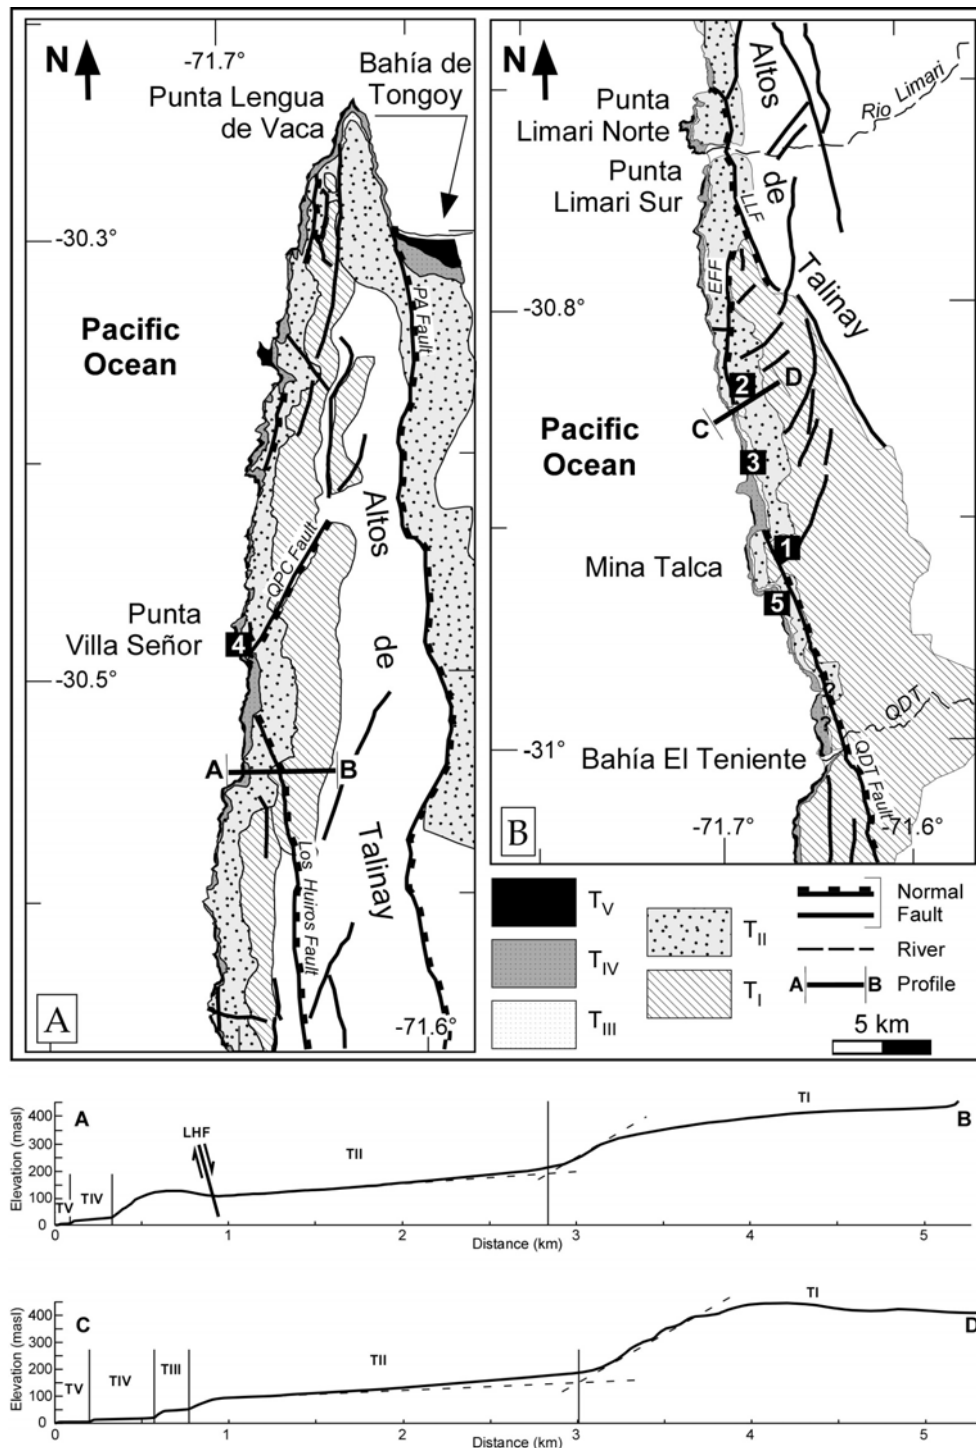 N
-71.7°
Bahía de
Tongoy
Punta Lengua
de Vaca
-30.3°
Pacific
Ocean
PA Fault
Altos
de
Talinay
QPC Fault
Punta
Villa Señor
4
-30.5°
A
B
Los Huiros Fault
-71.6°
A
N
Altos
de
Talinay
Rio Limari
Punta
Limari Norte
Punta
Limari Sur
LLF
EFF
-30.8°
2
D
C
Pacific
Ocean
3
1
Mina Talca
5
?
?
QDT
-31°
Bahía El Teniente
QDT Fault
-71.7°
-71.6°
B
TV
TIV
TIII
TII
TI
Normal
Fault
River
A B Profile
5 km
A
B
Elevation (masl)
400
300
200
100
0
TV
TIV
LHF
TII
TI
0 1 2 3 4 5
Distance (km)
C
D
Elevation (masl)
400
300
200
100
0
TV
TIV
TIII
TII
TI
0 1 2 3 4 5
Distance (km)